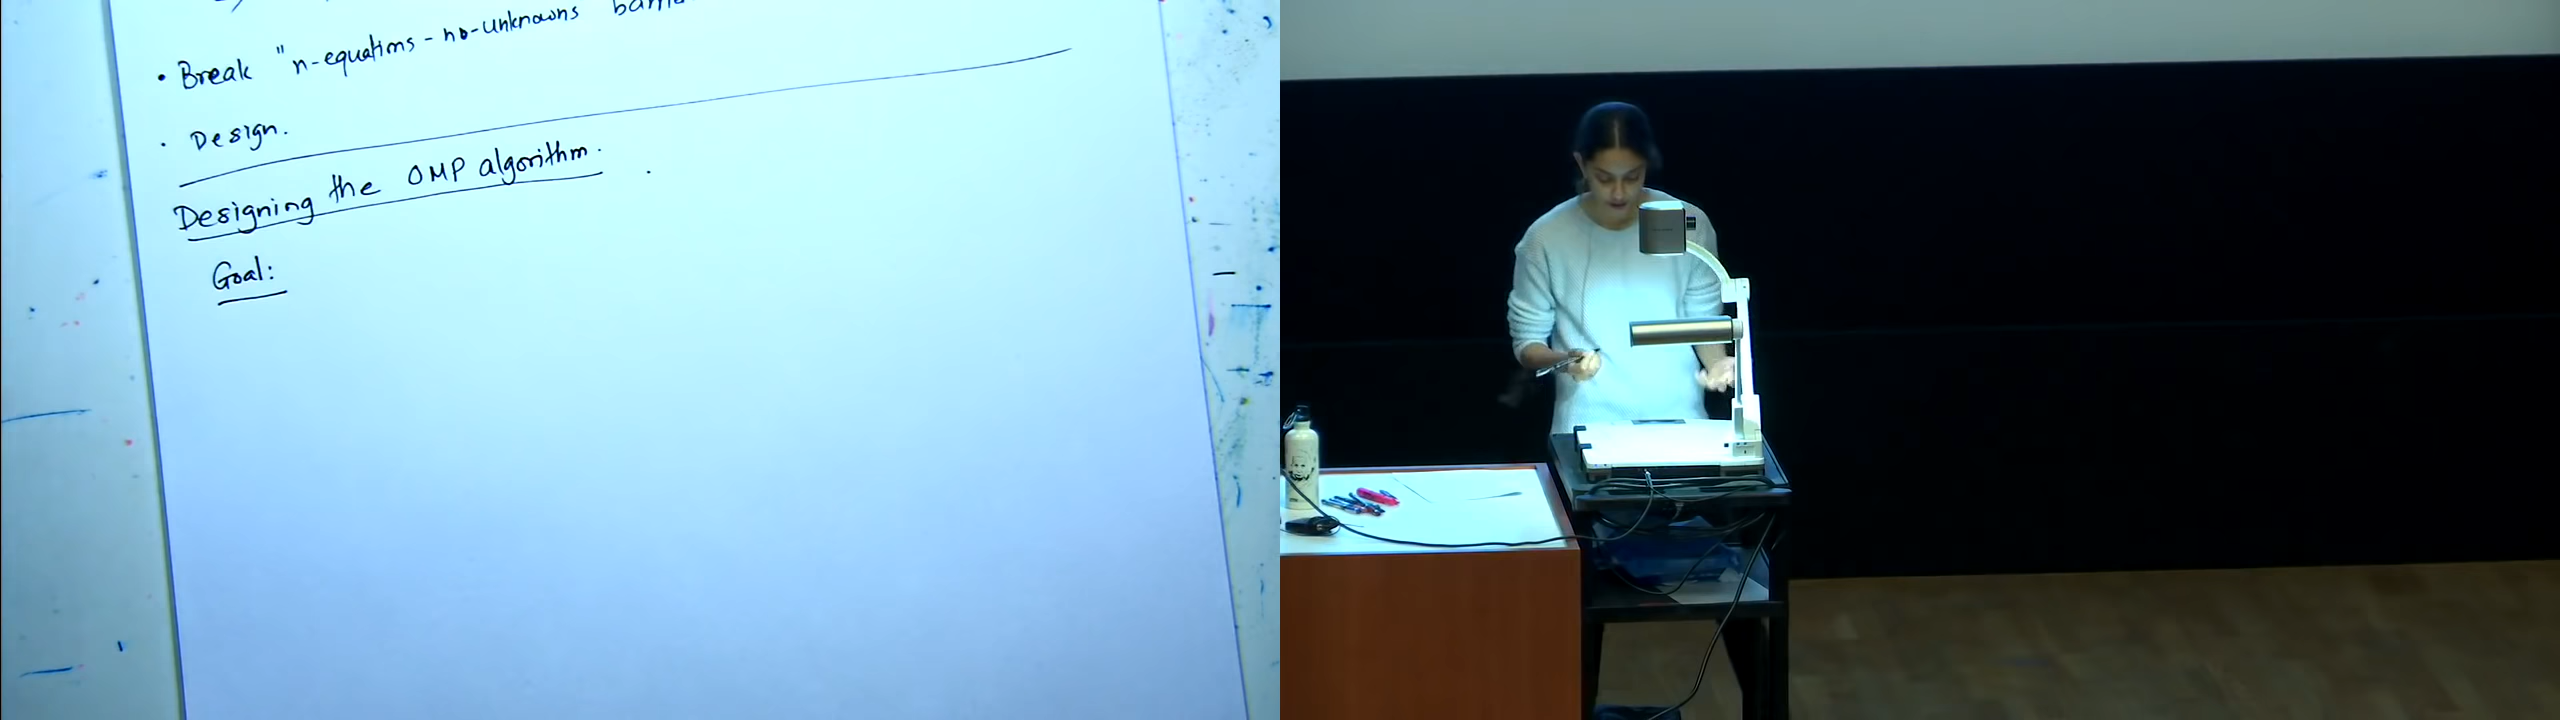 • Break "n-equations-no-unknowns
• Design.
Designing the OMP algorithm.
Goal: